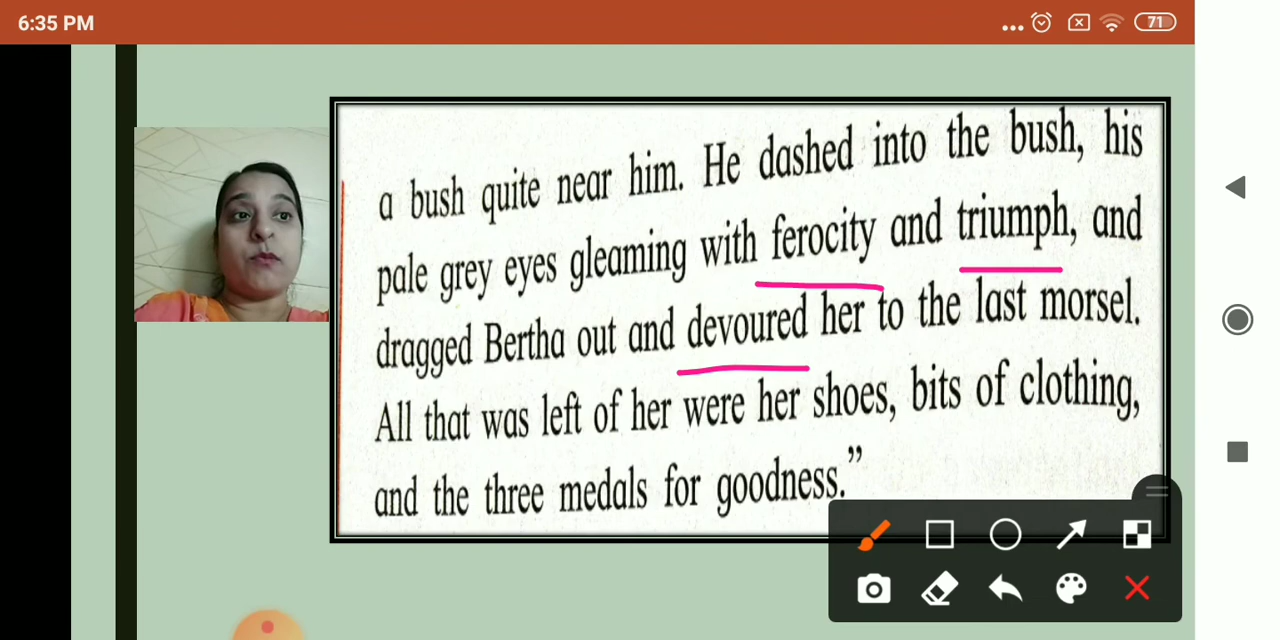 6:35 PM
71
a bush quite near him. He dashed into the bush, his
pale grey eyes gleaming with ferocity and triumph, and
dragged Bertha out and devoured her to the last morsel.
All that was left of her were her shoes, bits of clothing,
and the three medals for goodness.”